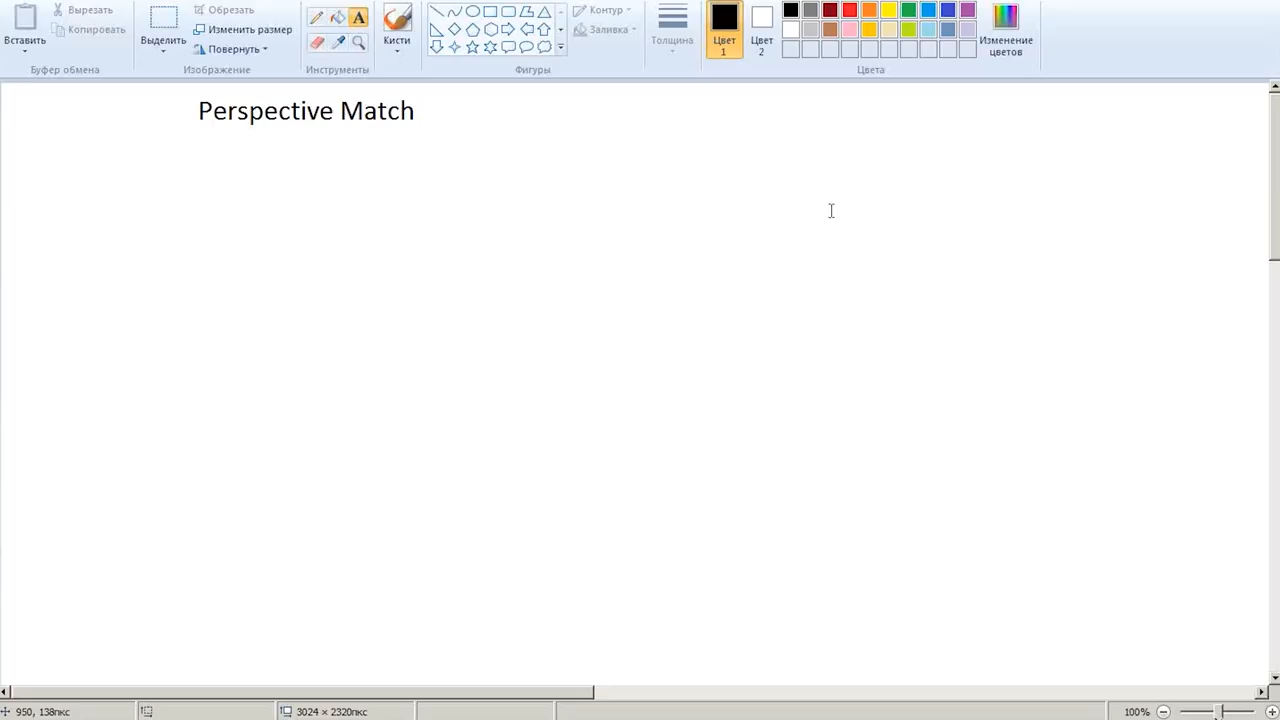 Вставить
Вырезать
Копировать
Буфер обмена
Выделить
Обрезать
Изменить размер
Повернуть
Изображение
A
Инструменты
Кисти
Контур
Заливка
Фигуры
Толщина
Цвет
1
Цвет
2
Изменение
цветов
Цвета
Perspective Match
950, 138пкс
3024 × 2320пкс
100%